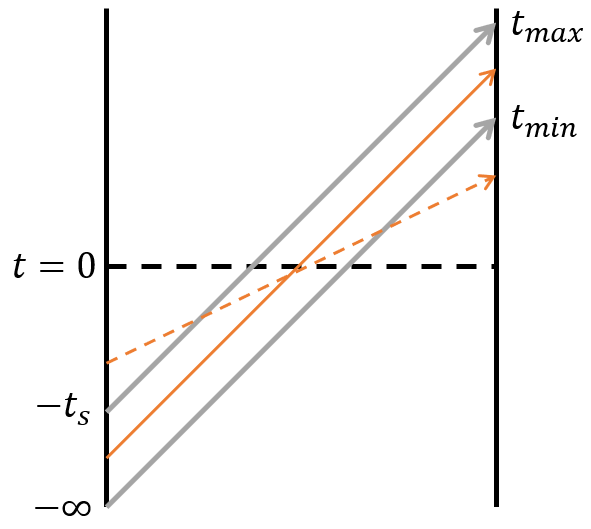 t_max
t_min
t = 0
−t_s
−∞